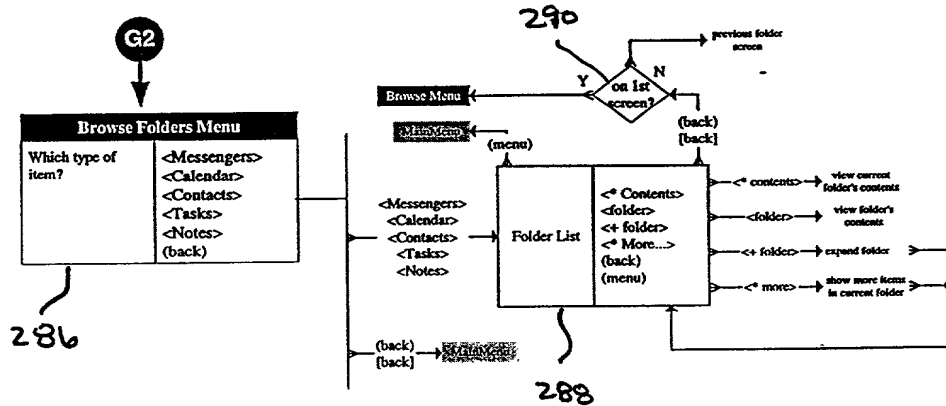 G2
290
previous folder
screen
Y
N
on 1st
screen?
Browse Menu
Browse Folders Menu
Which type of
item?
<Messengers>
<Calendar>
<Contacts>
<Tasks>
<Notes>
(back)
286
MainMenu
(menu)
(back)
[back]
<Messengers>
<Calendar>
<Contacts>
<Tasks>
<Notes>
Folder List
<* Contents>
<folder>
<+ folder>
<* More...>
(back)
(menu)
<* contents>
view current
folder's contents
<folder>
view folder's
contents
<+ folder>
expand folder
<* more>
show more items
in current folder
(back)
[back]
MainMenu
288